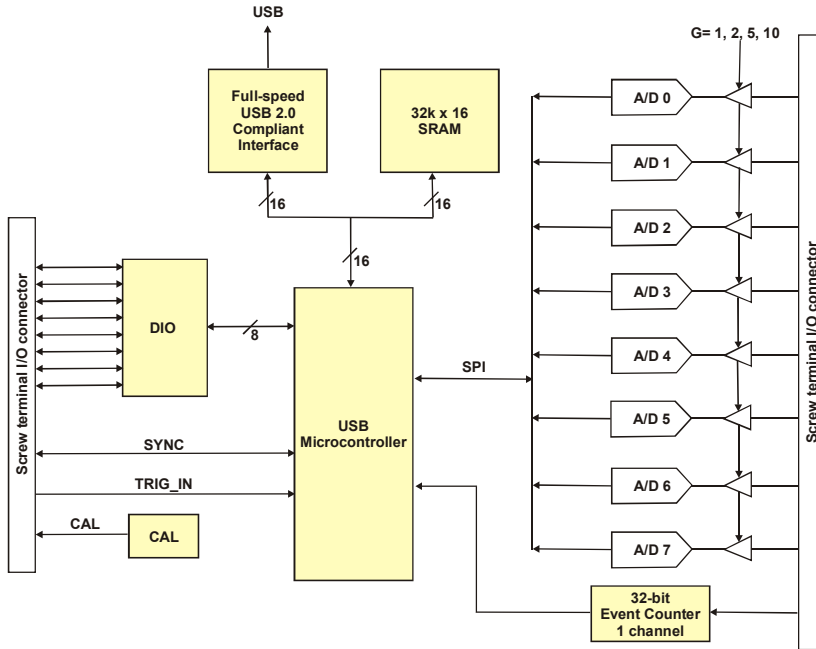 USB
G= 1, 2, 5, 10
Full-speed
USB 2.0
Compliant
Interface
32k x 16
SRAM
16
16
16
A/D 0
A/D 1
A/D 2
A/D 3
A/D 4
A/D 5
A/D 6
A/D 7
Screw terminal I/O connector
DIO
8
SPI
USB
Microcontroller
SYNC
TRIG_IN
CAL
CAL
32-bit
Event Counter
1 channel
Screw terminal I/O connector